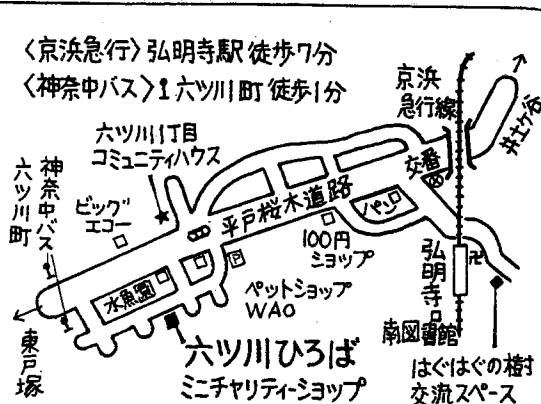 〈京浜急行〉弘明寺駅 徒歩7分
〈神奈中バス〉六ツ川町 徒歩1分
京浜
急行線
井土ケ谷
六ツ川1丁目
コミュニティハウス
神奈中バス
六ツ川町
ビッグ
エコー
平戸桜木道路
交番
パン
100円
ショップ
P
水魚園
ペットショップ
WAO
弘明寺
卍
東戸塚
六ツ川ひろば
ミニチャリティーショップ
南図書館
はぐはぐの樹
交流スペース